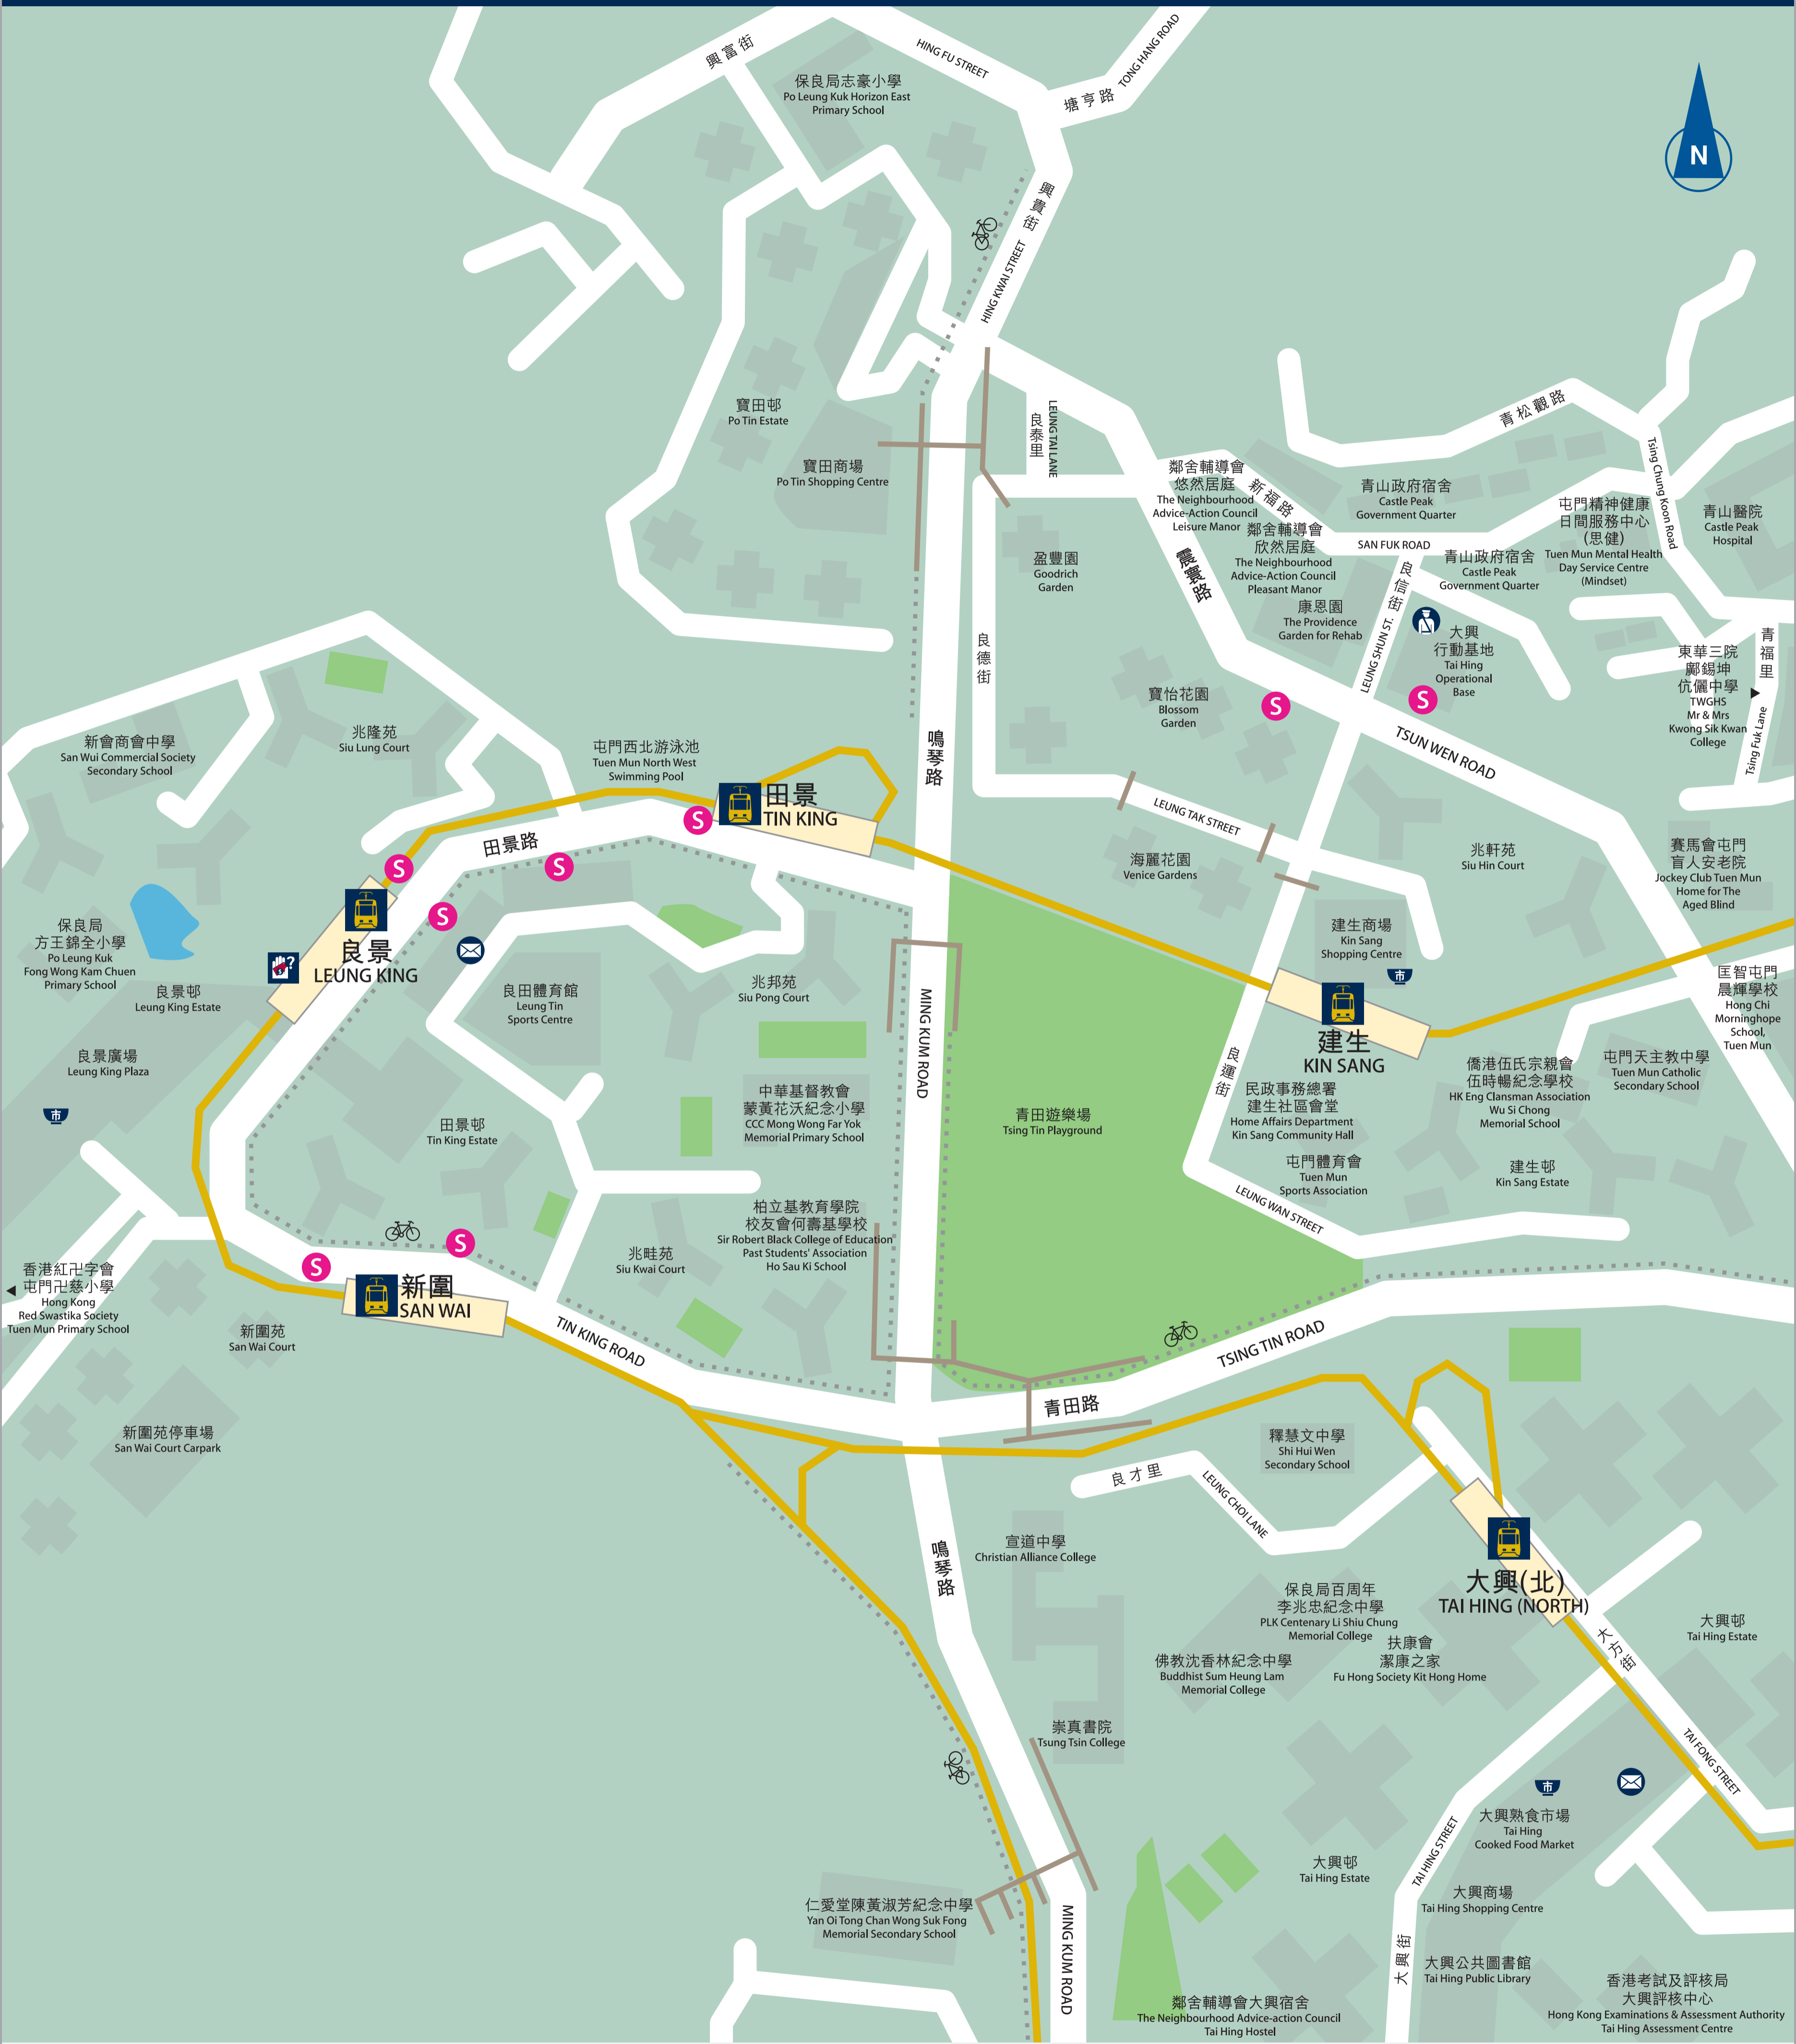 興富街
HING FU STREET
TONG HANG ROAD
塘亨路
保良局志豪小學
Po Leung Kuk Horizon East
Primary School
N
興貴街
HING KWAI STREET
寶田邨
Po Tin Estate
寶田商場
Po Tin Shopping Centre
良泰里
LEUNG TAI LANE
青松觀路
Tsing Chung Koon Road
鄰舍輔導會
悠然居庭
The Neighbourhood
Advice-Action Council
Leisure Manor
新福路
SAN FUK ROAD
鄰舍輔導會
欣然居庭
The Neighbourhood
Advice-Action Council
Pleasant Manor
青山政府宿舍
Castle Peak
Government Quarter
屯門精神健康
日間服務中心
(思健)
Tuen Mun Mental Health
Day Service Centre
(Mindset)
青山醫院
Castle Peak
Hospital
青山政府宿舍
Castle Peak
Government Quarter
盈豐園
Goodrich
Garden
震寰路
康恩園
The Providence
Garden for Rehab
良信街
LEUNG SHUN ST.
大興
行動基地
Tai Hing
Operational
Base
青福里
Tsing Fuk Lane
東華三院
鄺錫坤
伉儷中學
TWGHS
Mr & Mrs
Kwong Sik Kwan
College
良德街
寶怡花園
Blossom
Garden
S
S
TSUN WEN ROAD
新會商會中學
San Wui Commercial Society
Secondary School
兆隆苑
Siu Lung Court
屯門西北游泳池
Tuen Mun North West
Swimming Pool
鳴琴路
田景
TIN KING
S
田景路
S
S
S
LEUNG TAK STREET
海麗花園
Venice Gardens
兆軒苑
Siu Hin Court
賽馬會屯門
盲人安老院
Jockey Club Tuen Mun
Home for The
Aged Blind
保良局
方王錦全小學
Po Leung Kuk
Fong Wong Kam Chuen
Primary School
良景
LEUNG KING
?
良景邨
Leung King Estate
良景廣場
Leung King Plaza
市
良田體育館
Leung Tin
Sports Centre
兆邦苑
Siu Pong Court
MING KUM ROAD
建生商場
Kin Sang
Shopping Centre
市
建生
KIN SANG
匡智屯門
晨輝學校
Hong Chi
Morninghope
School,
Tuen Mun
良運街
民政事務總署
建生社區會堂
Home Affairs Department
Kin Sang Community Hall
僑港伍氏宗親會
伍時暢紀念學校
HK Eng Clansman Association
Wu Si Chong
Memorial School
屯門天主教中學
Tuen Mun Catholic
Secondary School
中華基督教會
蒙黃花沃紀念小學
CCC Mong Wong Far Yok
Memorial Primary School
田景邨
Tin King Estate
青田遊樂場
Tsing Tin Playground
屯門體育會
Tuen Mun
Sports Association
建生邨
Kin Sang Estate
LEUNG WAN STREET
柏立基教育學院
校友會何壽基學校
Sir Robert Black College of Education
Past Students' Association
Ho Sau Ki School
兆畦苑
Siu Kwai Court
S
S
香港紅卍字會
屯門卍慈小學
Hong Kong
Red Swastika Society
Tuen Mun Primary School
新圍
SAN WAI
新圍苑
San Wai Court
TIN KING ROAD
TSING TIN ROAD
青田路
新圍苑停車場
San Wai Court Carpark
釋慧文中學
Shi Hui Wen
Secondary School
良才里
LEUNG CHOI LANE
鳴琴路
宣道中學
Christian Alliance College
大興(北)
TAI HING (NORTH)
保良局百周年
李兆忠紀念中學
PLK Centenary Li Shiu Chung
Memorial College
扶康會
潔康之家
Fu Hong Society Kit Hong Home
佛教沈香林紀念中學
Buddhist Sum Heung Lam
Memorial College
大方街
大興邨
Tai Hing Estate
崇真書院
Tsung Tsin College
TAI FONG STREET
市
大興熟食市場
Tai Hing
Cooked Food Market
TAI HING STREET
大興邨
Tai Hing Estate
大興商場
Tai Hing Shopping Centre
仁愛堂陳黃淑芳紀念中學
Yan Oi Tong Chan Wong Suk Fong
Memorial Secondary School
MING KUM ROAD
大興街
大興公共圖書館
Tai Hing Public Library
香港考試及評核局
大興評核中心
Hong Kong Examinations & Assessment Authority
Tai Hing Assessment Centre
鄰舍輔導會大興宿舍
The Neighbourhood Advice-action Council
Tai Hing Hostel